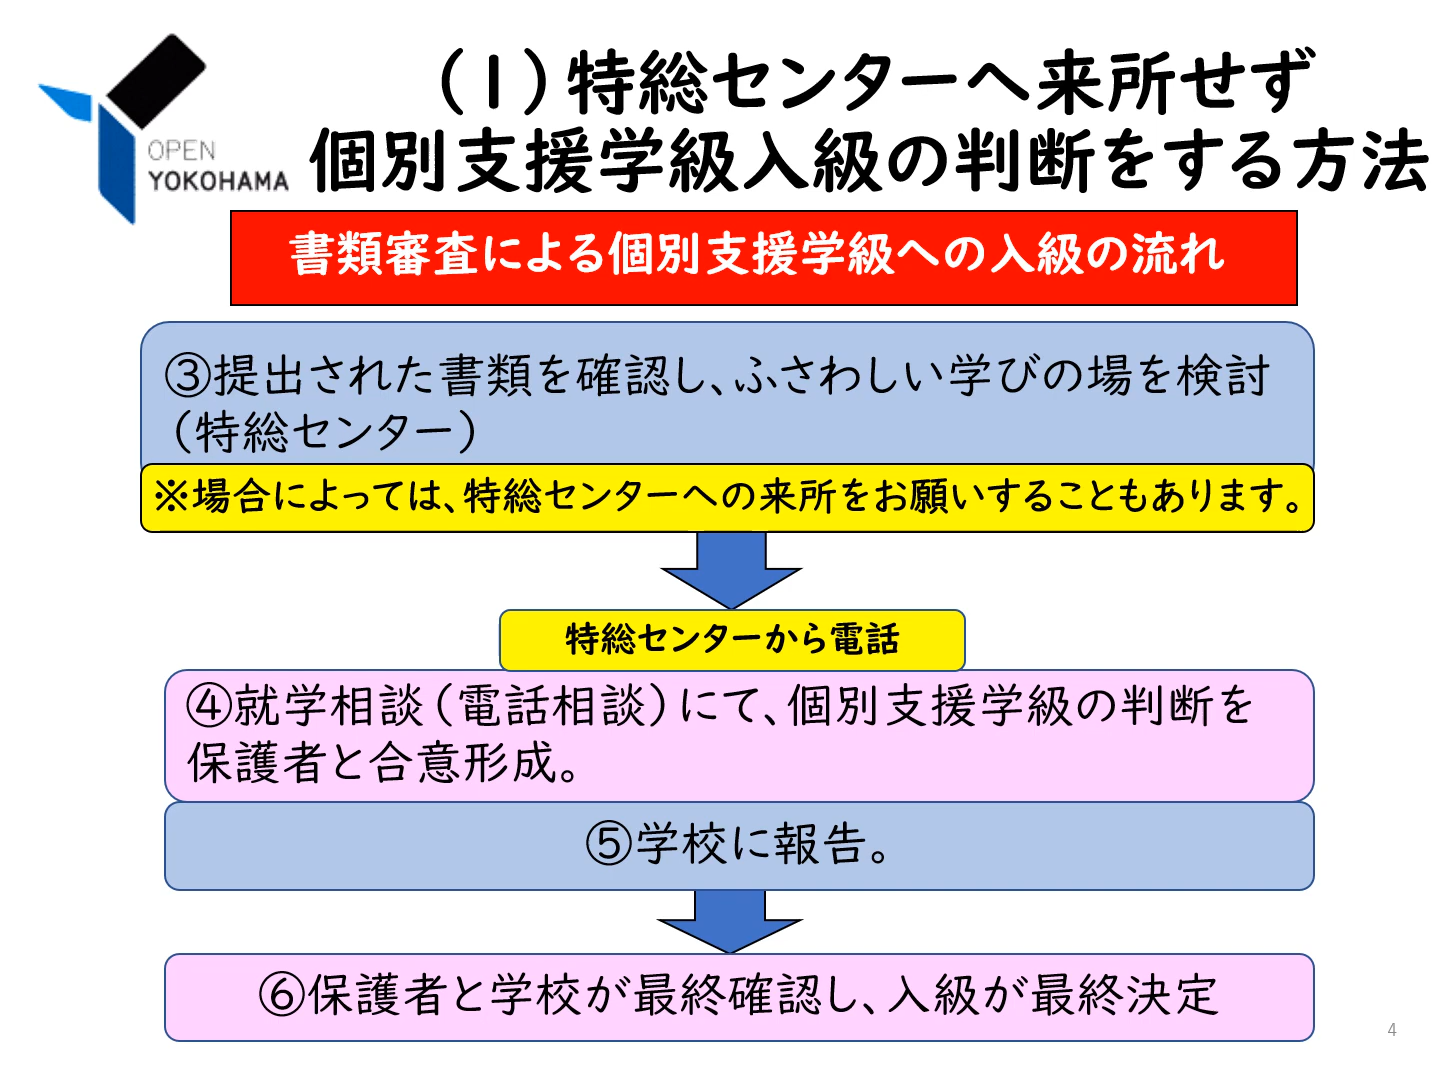 （1）特総センターへ来所せず
個別支援学級入級の判断をする方法
OPEN
YOKOHAMA
書類審査による個別支援学級への入級の流れ
③提出された書類を確認し、ふさわしい学びの場を検討
（特総センター）
※場合によっては、特総センターへの来所をお願いすることもあります。
特総センターから電話
④就学相談（電話相談）にて、個別支援学級の判断を
保護者と合意形成。
⑤学校に報告。
⑥保護者と学校が最終確認し、入級が最終決定
4